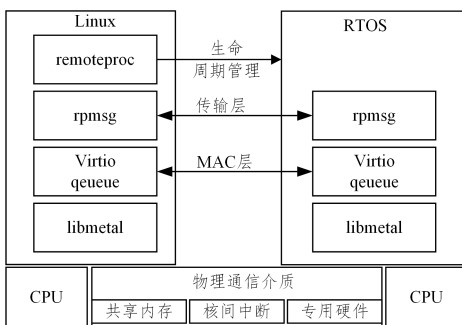 Linux
RTOS
remoteproc
生命
周期管理
rpmsg
传输层
rpmsg
Virtio
qeueue
MAC层
Virtio
qeueue
libmetal
libmetal
CPU
物理通信介质
CPU
共享内存
核间中断
专用硬件